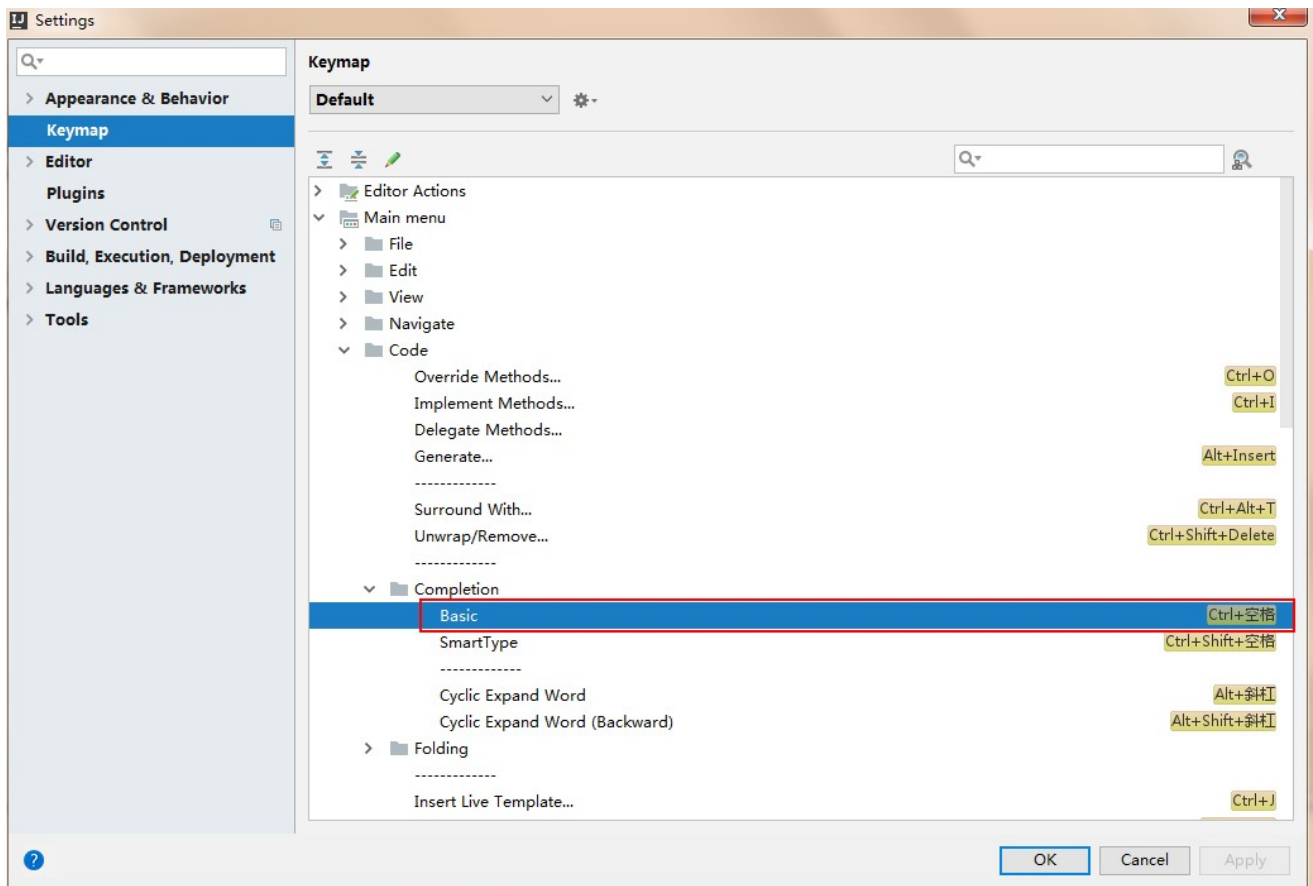 Settings
Appearance & Behavior
Keymap
Editor
Plugins
Version Control
Build, Execution, Deployment
Languages & Frameworks
Tools
Keymap
Default
Editor Actions
Main menu
File
Edit
View
Navigate
Code
Override Methods... Ctrl+O
Implement Methods... Ctrl+I
Delegate Methods...
Generate... Alt+Insert
-------------
Surround With... Ctrl+Alt+T
Unwrap/Remove... Ctrl+Shift+Delete
-------------
Completion
Basic Ctrl+空格
SmartType Ctrl+Shift+空格
-------------
Cyclic Expand Word Alt+斜杠
Cyclic Expand Word (Backward) Alt+Shift+斜杠
Folding
-------------
Insert Live Template... Ctrl+J
? OK Cancel Apply